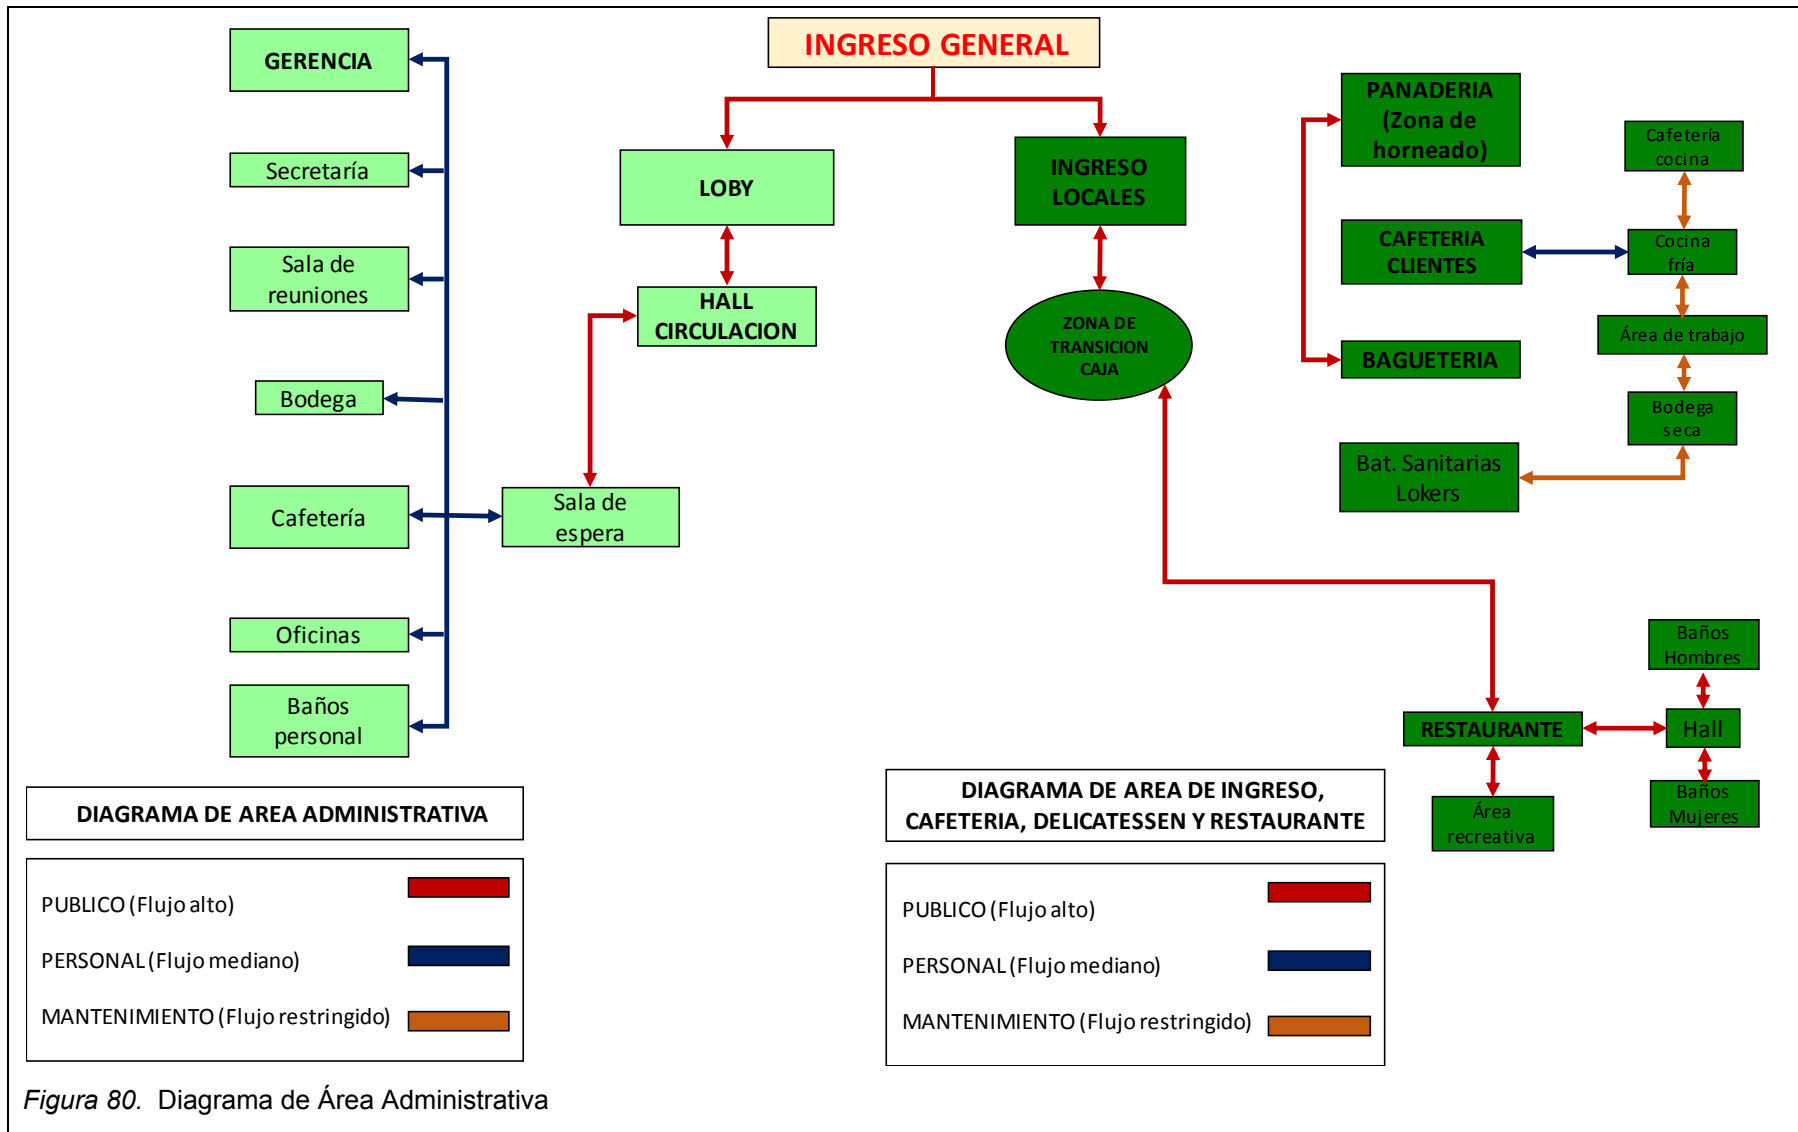 INGRESO GENERAL
GERENCIA
Secretaría
Sala de
reuniones
Bodega
Cafetería
Oficinas
Baños
personal
LOBY
HALL
CIRCULACION
Sala de
espera
INGRESO
LOCALES
ZONA DE
TRANSICION
CAJA
PANADERIA
(Zona de
horneado)
CAFETERIA
CLIENTES
BAGUETERIA
Bat. Sanitarias
Lokers
Cafetería
cocina
Cocina
fría
Área de trabajo
Bodega
seca
RESTAURANTE
Área
recreativa
Baños
Hombres
Hall
Baños
Mujeres
DIAGRAMA DE AREA ADMINISTRATIVA
PUBLICO (Flujo alto)
PERSONAL (Flujo mediano)
MANTENIMIENTO (Flujo restringido)
DIAGRAMA DE AREA DE INGRESO,
CAFETERIA, DELICATESSEN Y RESTAURANTE
PUBLICO (Flujo alto)
PERSONAL (Flujo mediano)
MANTENIMIENTO (Flujo restringido)
Figura 80. Diagrama de Área Administrativa